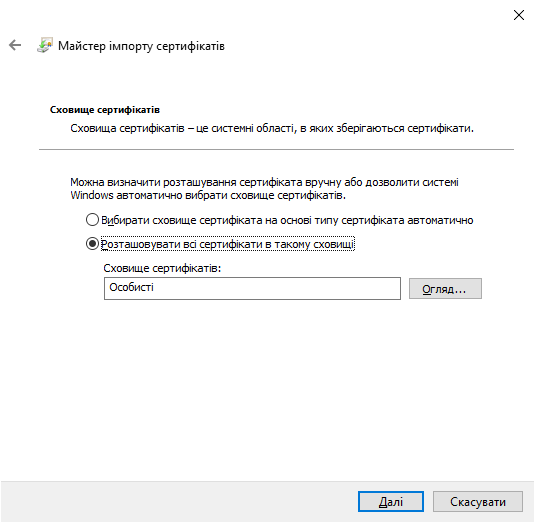 Майстер імпорту сертифікатів
Сховище сертифікатів
Сховища сертифікатів – це системні області, в яких зберігаються сертифікати.
Можна визначити розташування сертифіката вручну або дозволити системі
Windows автоматично вибрати сховище сертифікатів.
Вибирати сховище сертифіката на основі типу сертифіката автоматично
Розташовувати всі сертифікати в такому сховищі
Сховище сертифікатів:
Особисті
Огляд...
Далі
Скасувати